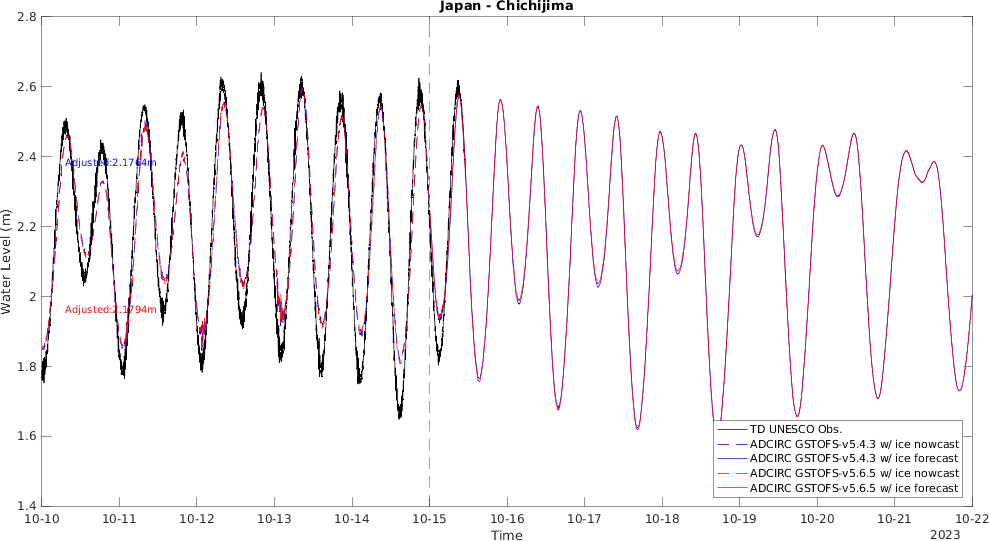 Japan - Chichijima
Water Level (m)
2.8
2.6
2.4
2.2
2
1.8
1.6
1.4
Adjusted:2.1764m
Adjusted:2.1794m
TD UNESCO Obs.
ADCIRC GSTOFS-v5.4.3 w/ ice nowcast
ADCIRC GSTOFS-v5.4.3 w/ ice forecast
ADCIRC GSTOFS-v5.6.5 w/ ice nowcast
ADCIRC GSTOFS-v5.6.5 w/ ice forecast
10-10 10-11 10-12 10-13 10-14 10-15 10-16 10-17 10-18 10-19 10-20 10-21 10-22
Time
2023